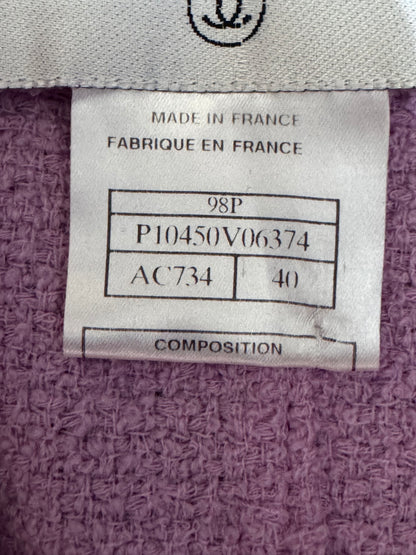 MADE IN FRANCE
FABRIQUE EN FRANCE
98P
P10450V06374
AC734 40
COMPOSITION